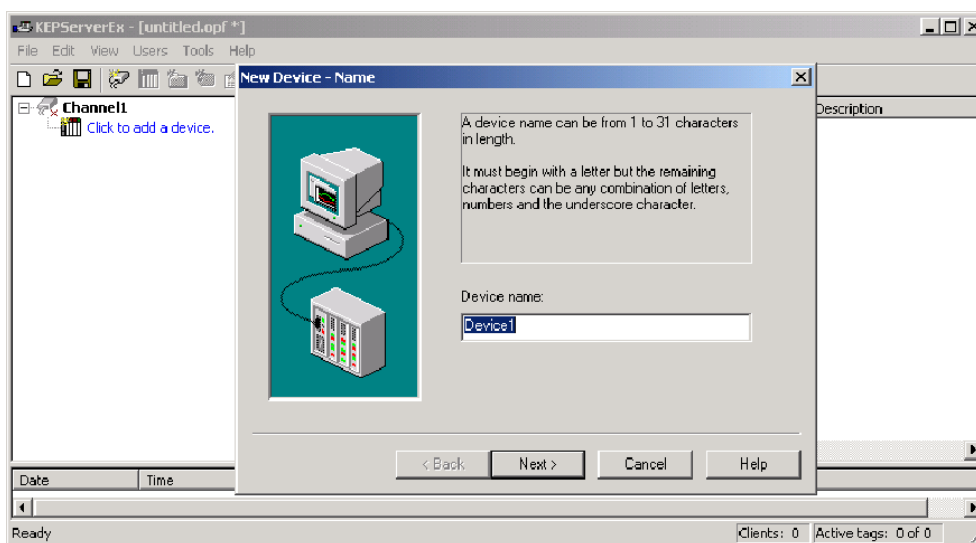 KEPServerEx - [untitled.opf *]
File Edit View Users Tools Help
New Device - Name
Channel1
Click to add a device.
Description
A device name can be from 1 to 31 characters
in length.
It must begin with a letter but the remaining
characters can be any combination of letters,
numbers and the underscore character.
Device name:
Device1
< Back
Next >
Cancel
Help
Date
Time
Ready
Clients: 0
Active tags: 0 of 0